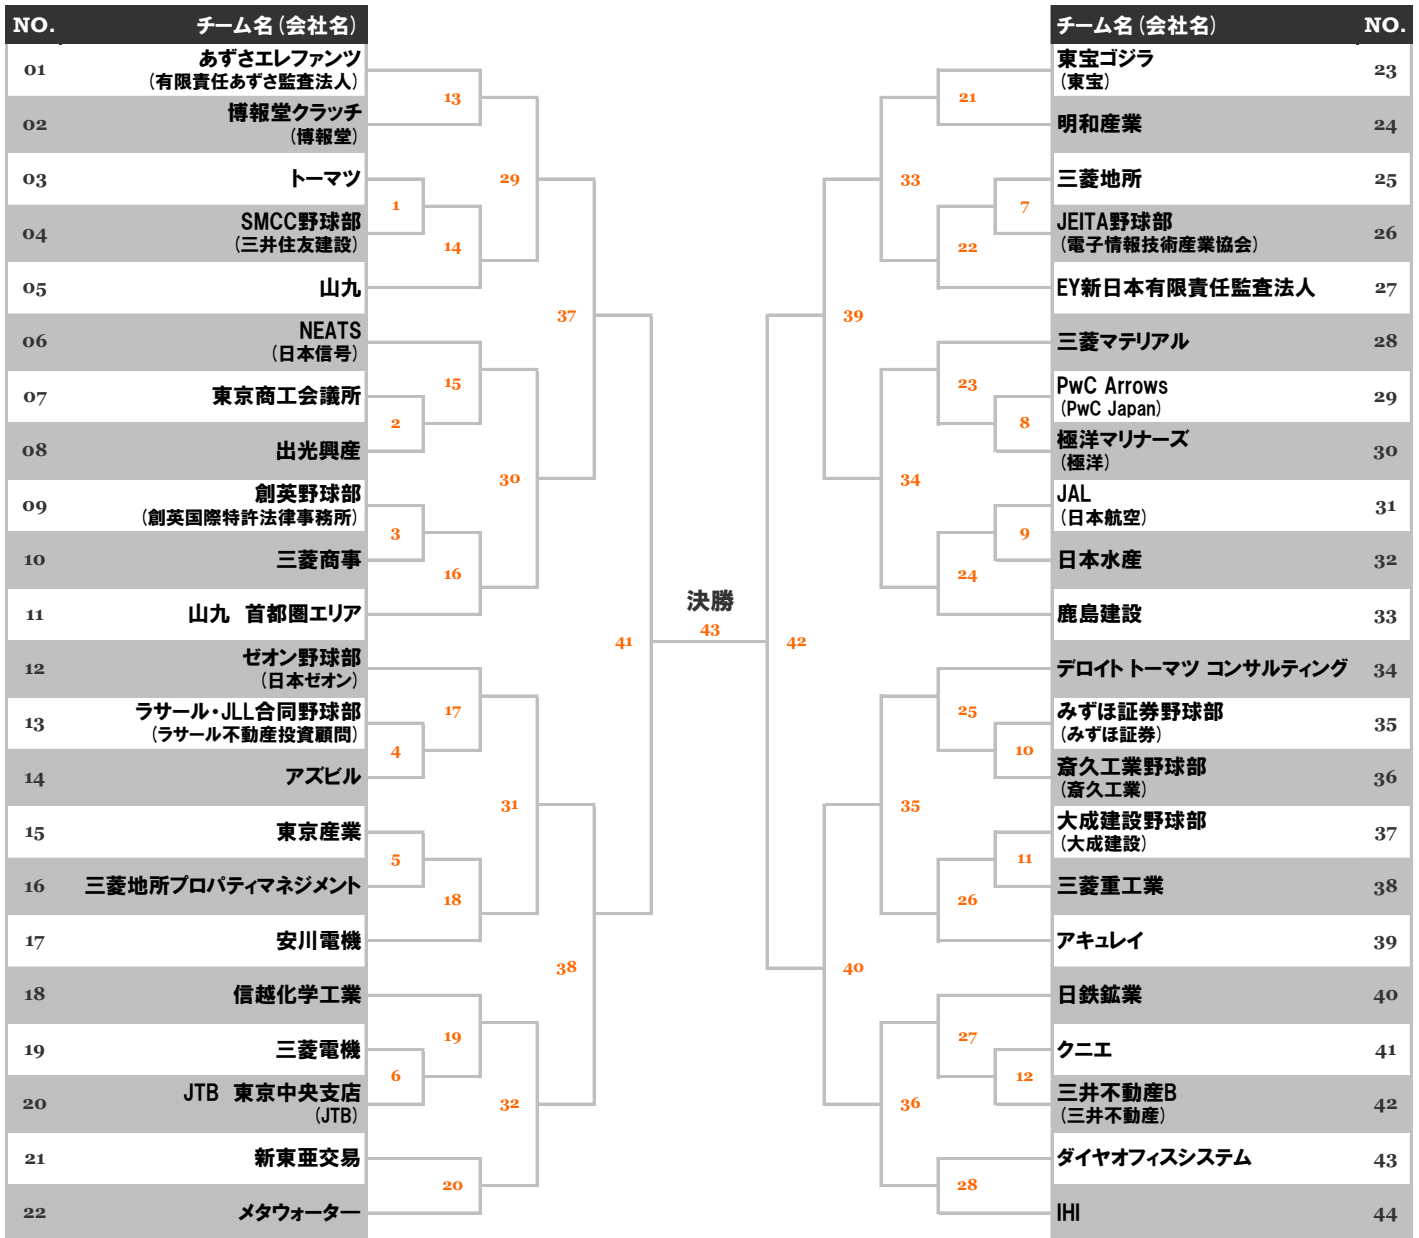 NO. チーム名(会社名)
01 あずさエレファンツ
(有限責任あずさ監査法人)
02 博報堂クラッチ
(博報堂)
03 トーマツ
04 SMCC野球部
(三井住友建設)
05 山九
06 NEATS
(日本信号)
07 東京商工会議所
08 出光興産
09 創英野球部
(創英国際特許法律事務所)
10 三菱商事
11 山九 首都圏エリア
12 ゼオン野球部
(日本ゼオン)
13 ラサール・JLL合同野球部
(ラサール不動産投資顧問)
14 アズビル
15 東京産業
16 三菱地所プロパティマネジメント
17 安川電機
18 信越化学工業
19 三菱電機
20 JTB 東京中央支店
(JTB)
21 新東亜交易
22 メタウォーター
13
1
14
29
15
2
30
3
16
37
17
4
31
5
18
38
19
6
32
20
41
決勝
43
42
21
33
7
22
39
23
8
34
9
24
25
10
35
11
26
40
27
12
36
28
チーム名(会社名) NO.
東宝ゴジラ 23
(東宝)
明和産業 24
三菱地所 25
JEITA野球部 26
(電子情報技術産業協会)
EY新日本有限責任監査法人 27
三菱マテリアル 28
PwC Arrows 29
(PwC Japan)
極洋マリナーズ 30
(極洋)
JAL 31
(日本航空)
日本水産 32
鹿島建設 33
デロイト トーマツ コンサルティング 34
みずほ証券野球部 35
(みずほ証券)
斎久工業野球部 36
(斎久工業)
大成建設野球部 37
(大成建設)
三菱重工業 38
アキュレイ 39
日鉄鉱業 40
クニエ 41
三井不動産B 42
(三井不動産)
ダイヤオフィスシステム 43
IHI 44